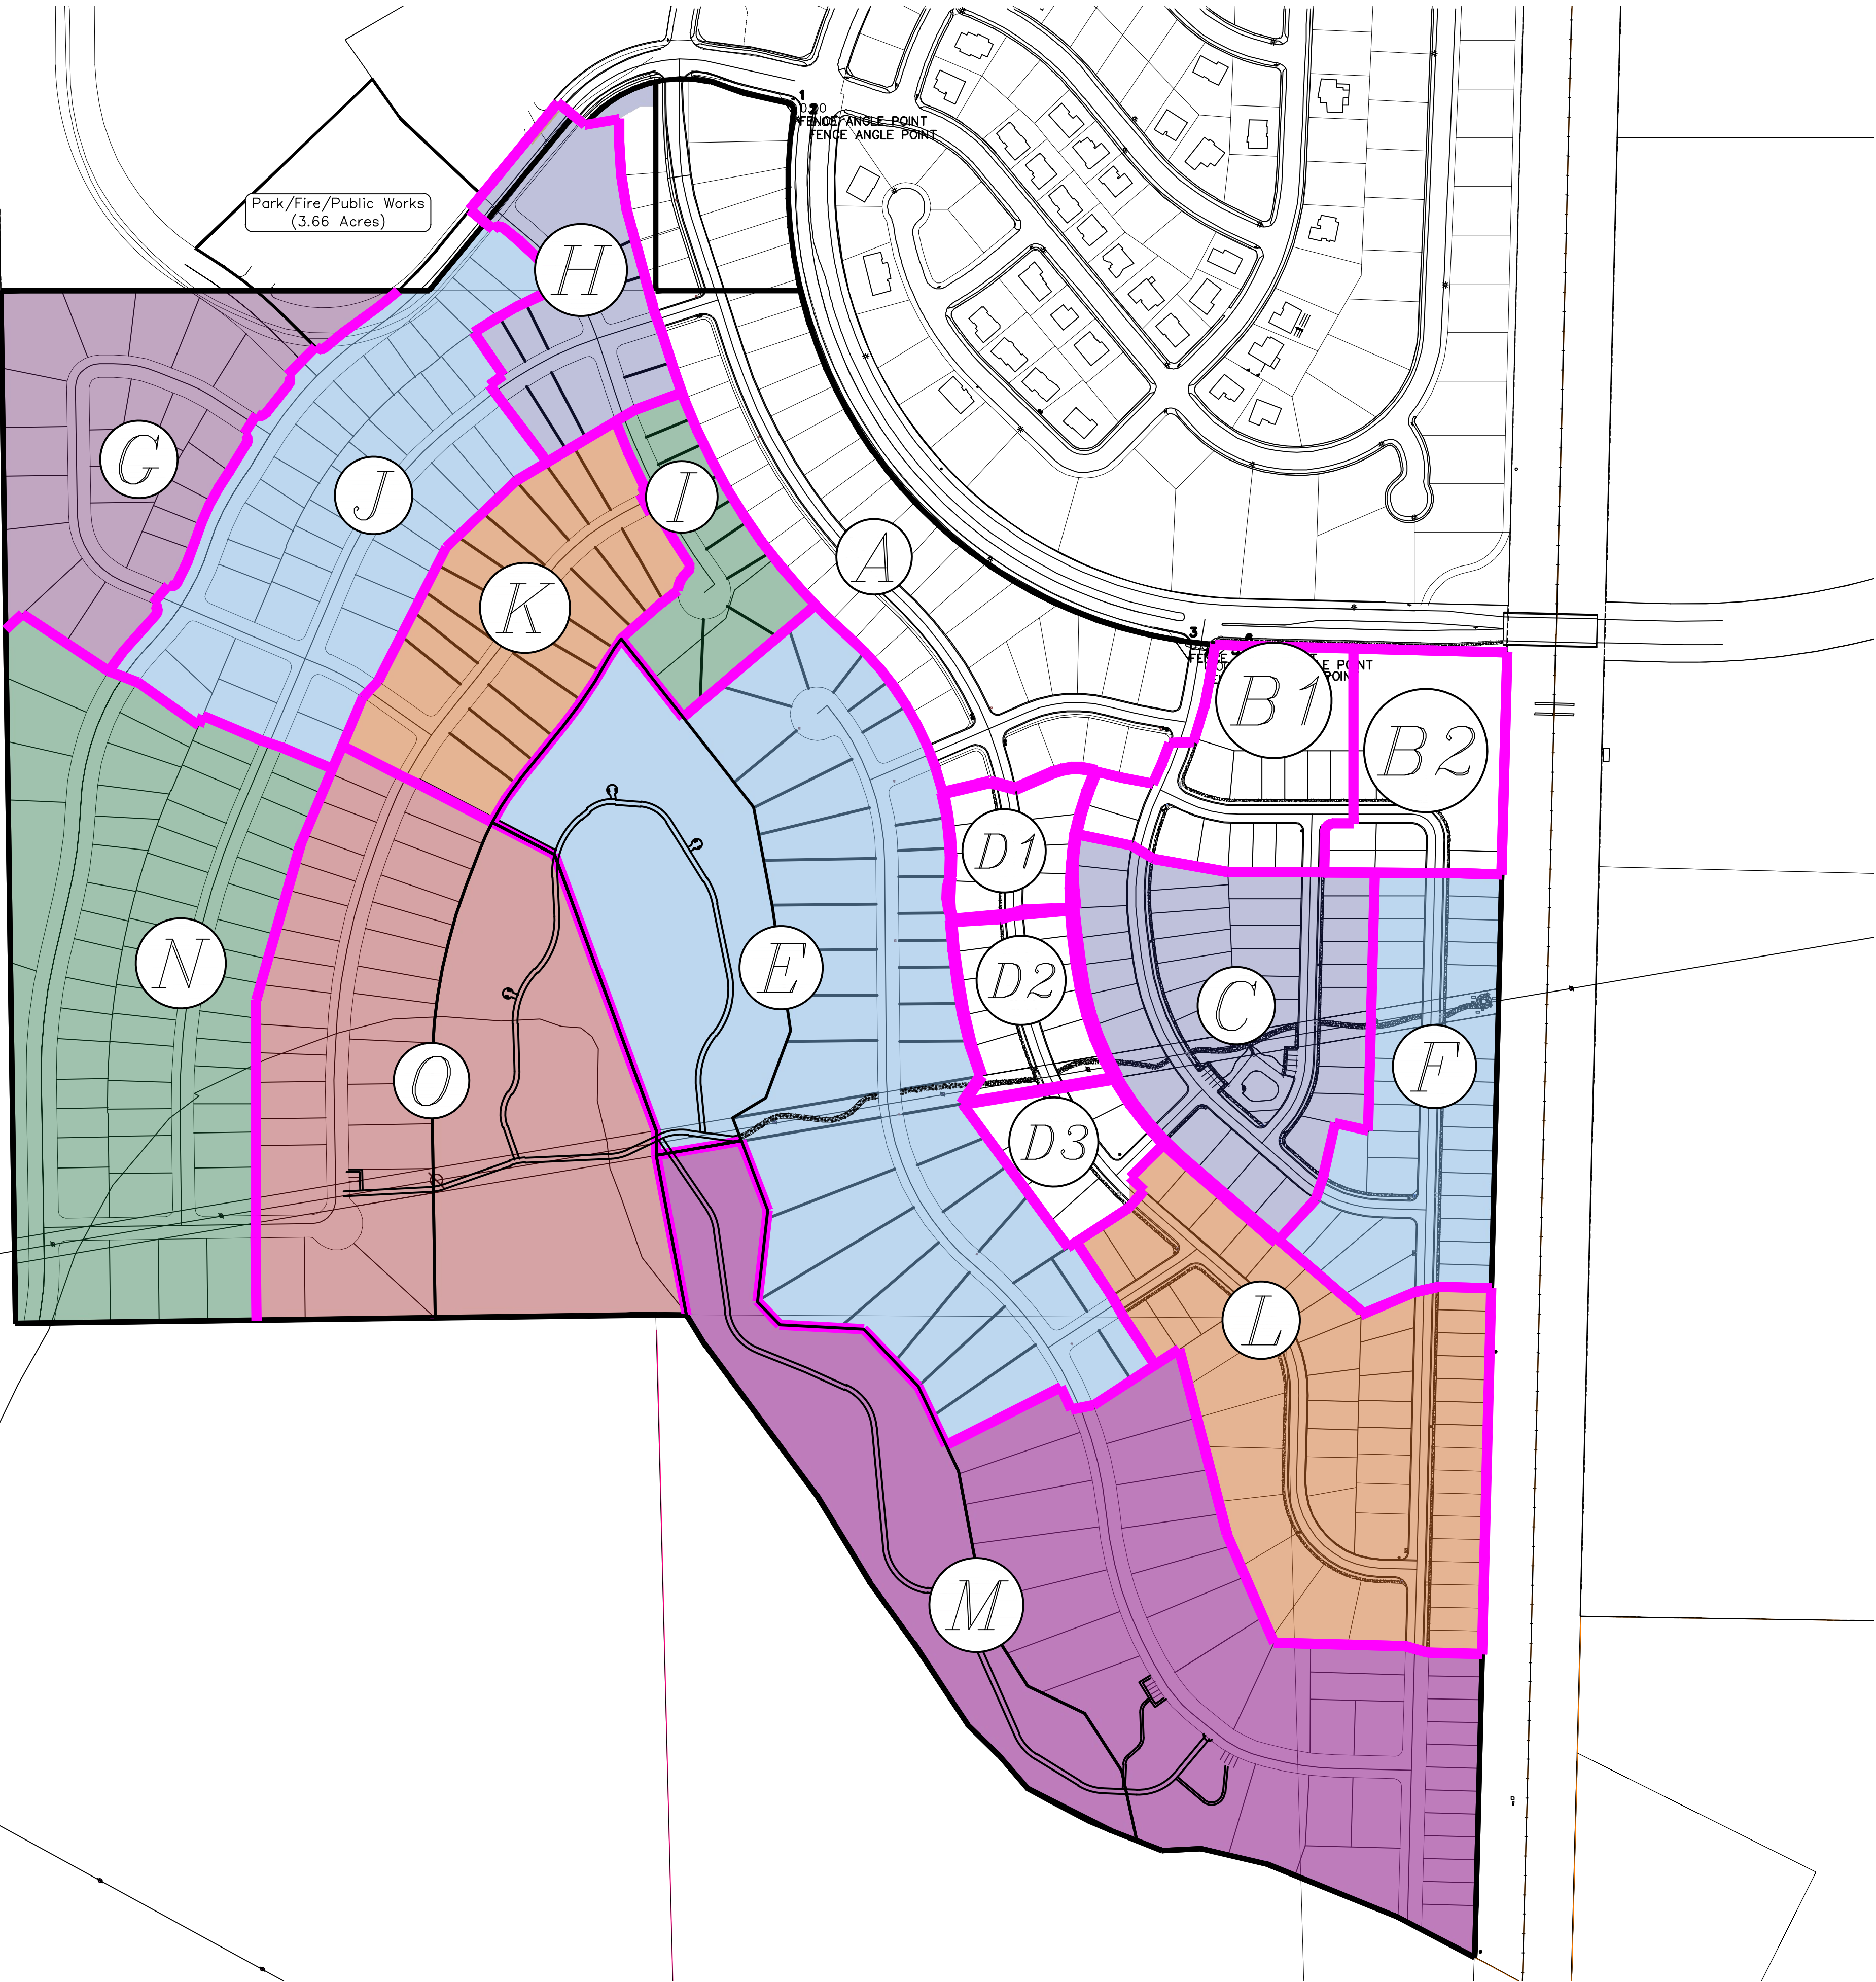 1
FENCE ANGLE POINT
FENCE ANGLE POINT
Park/Fire/Public Works
(3.66 Acres)
H
G
J
I
A
K
3
B1
B2
D1
N
E
D2
C
O
F
D3
L
M